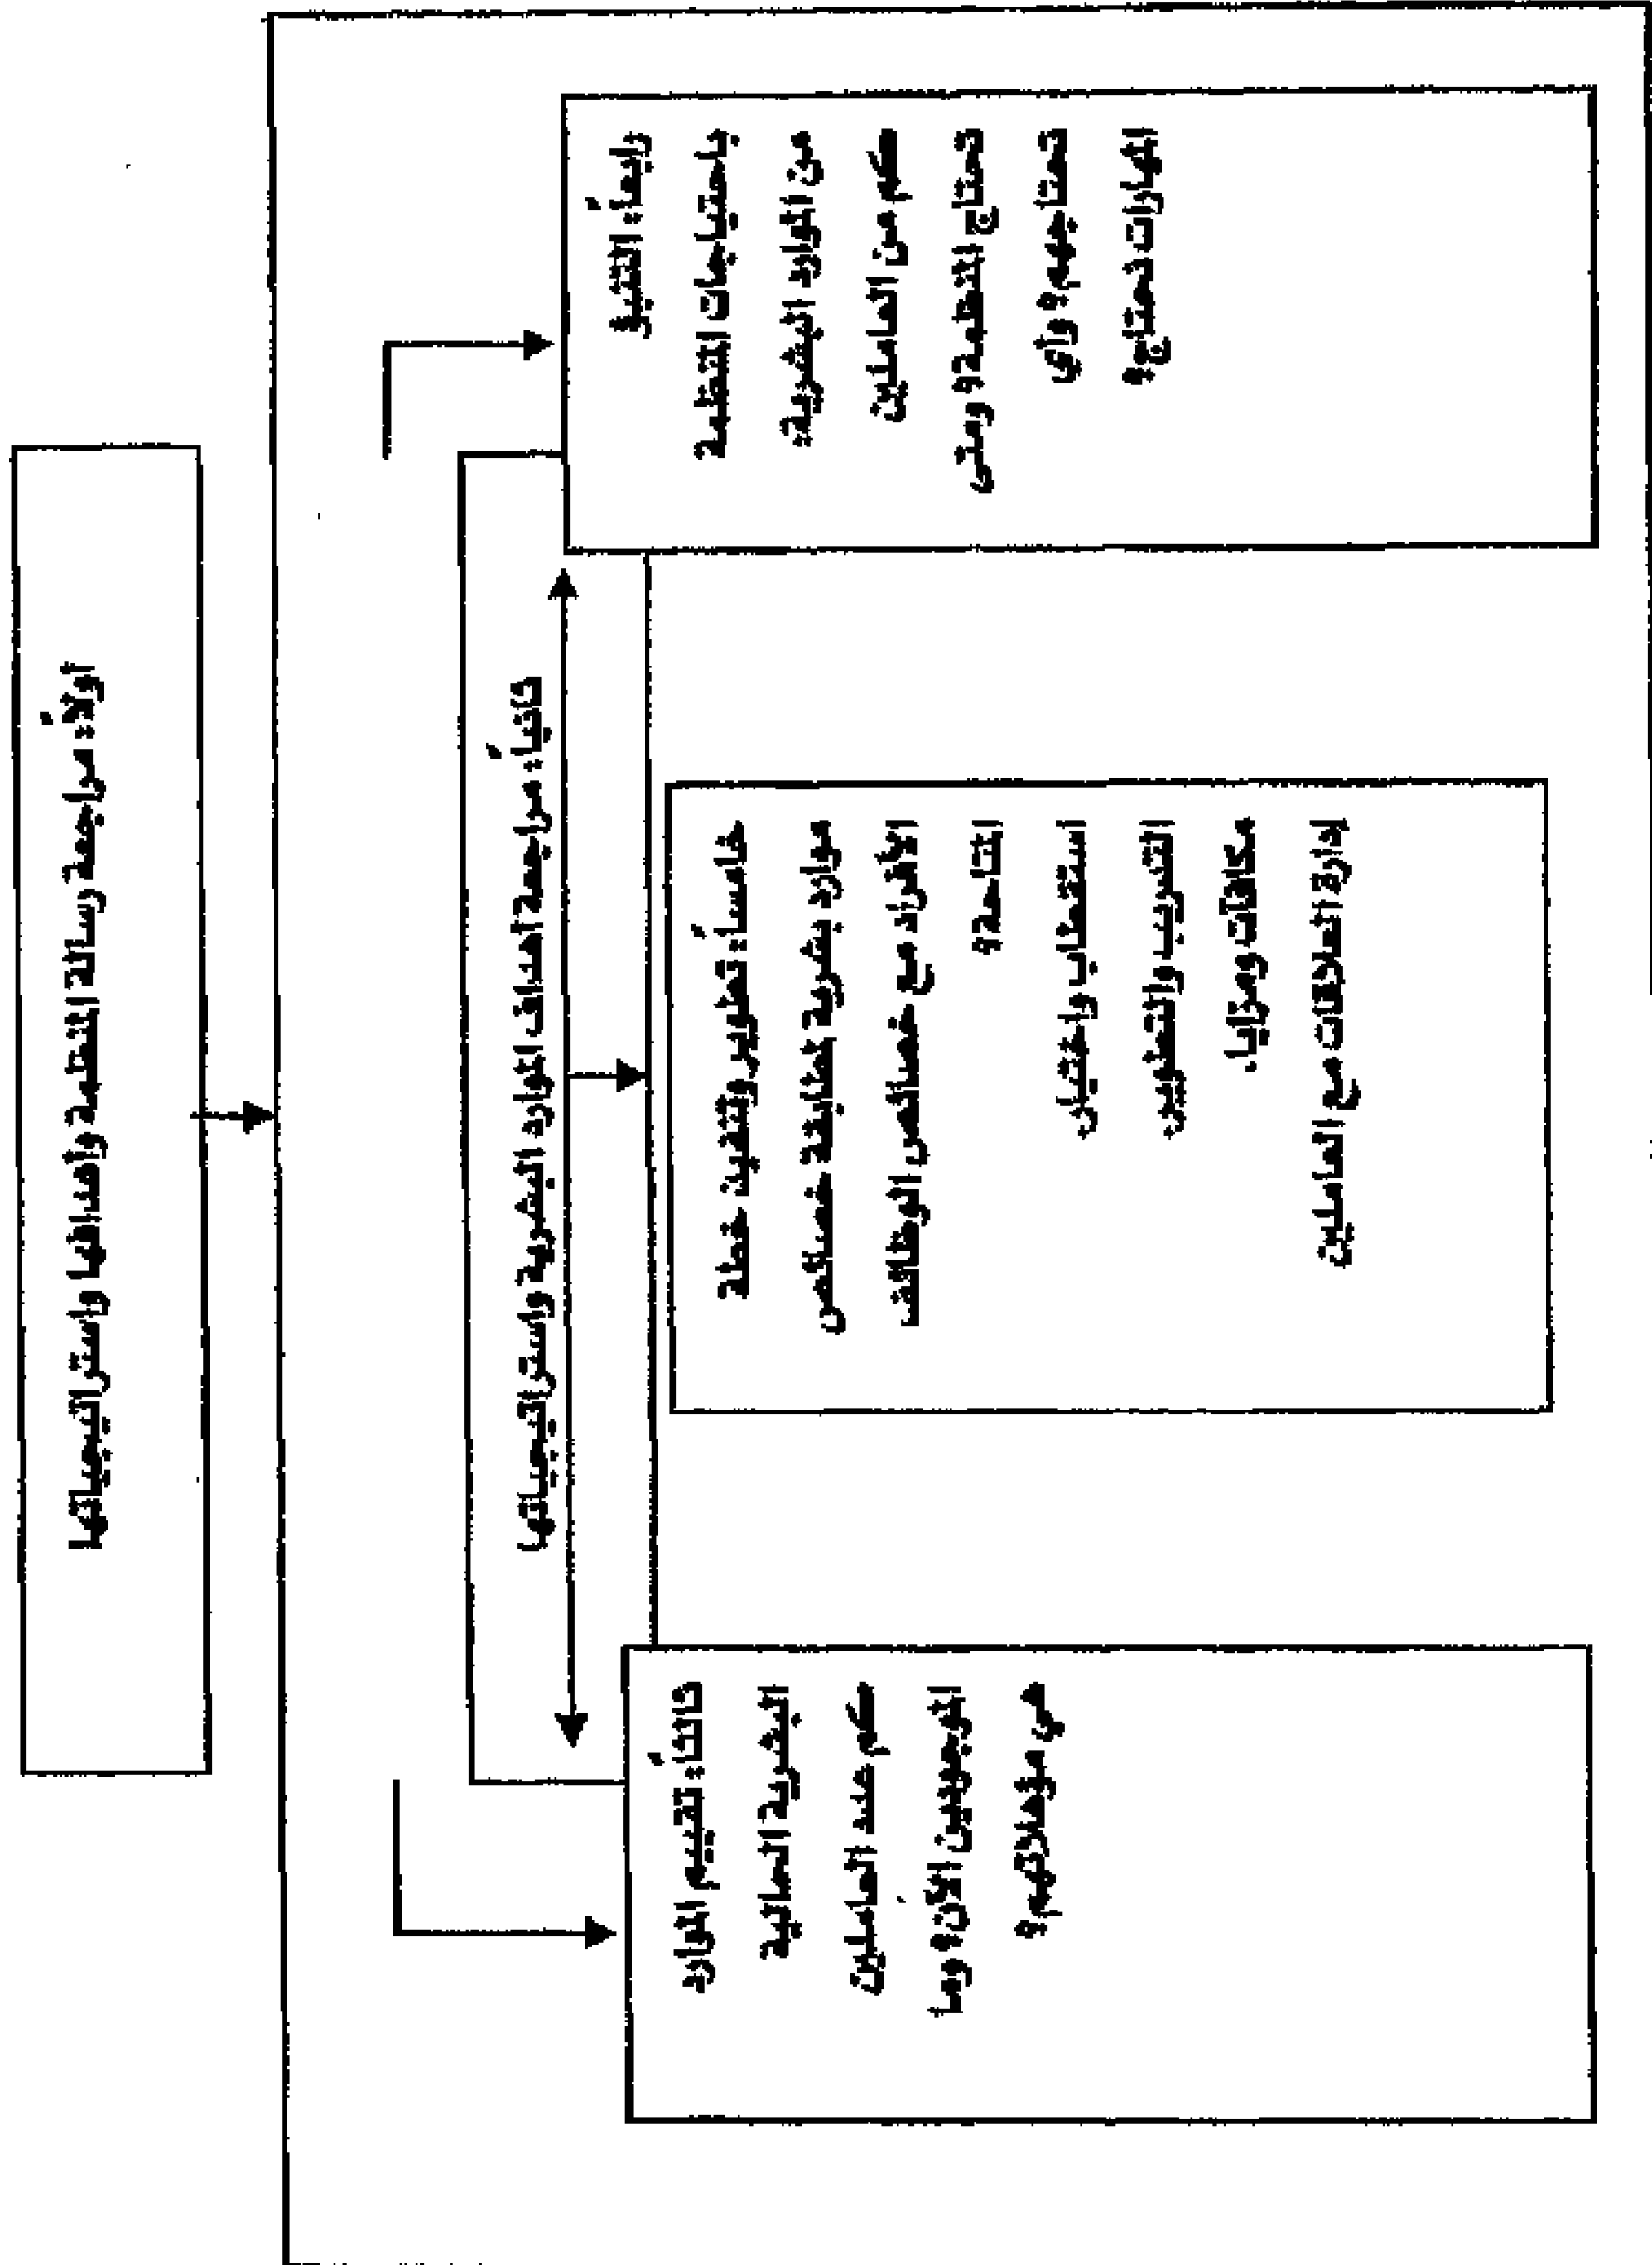 أولاً: مراجعة رسالة المنظمة وأهدافها واستراتيجياتها
ثانياً: مراجعة أهداف الموارد البشرية واستراتيجياتها
ثالثاً: تقييم الموارد
البشرية الحالية
كم عدد العاملين
الموجودين الآن؟ وما
هي مؤهلاتهم؟
رابعاً: التنبؤ
باحتياجات المنظمة
من الموارد البشرية:
كم من العاملين
تحتاج المنظمة؟ ومتى
تحتاجهم؟ وأي
المهارات تحتاج؟
خامساً: تطوير وتنفيذ خطة
موارد بشرية لمطابقة خصائص
الأفراد مع خصائص الوظائف
المتاحة؟
استقطاب واختيار.
التدريب والتطوير.
مكافآت ومزايا.
إدارة العلاقات مع العاملين